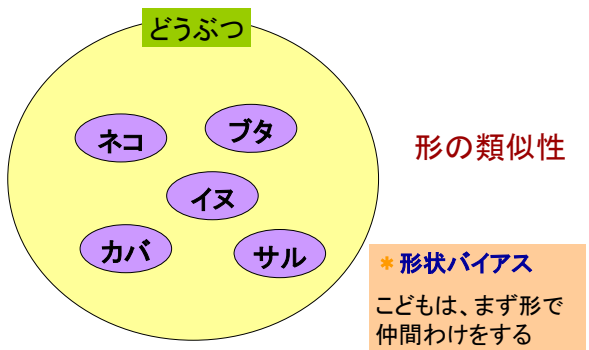 どうぶつ
ネコ
ブタ
イヌ
カバ
サル
形の類似性
*形状バイアス
こどもは、まず形で
仲間わけをする